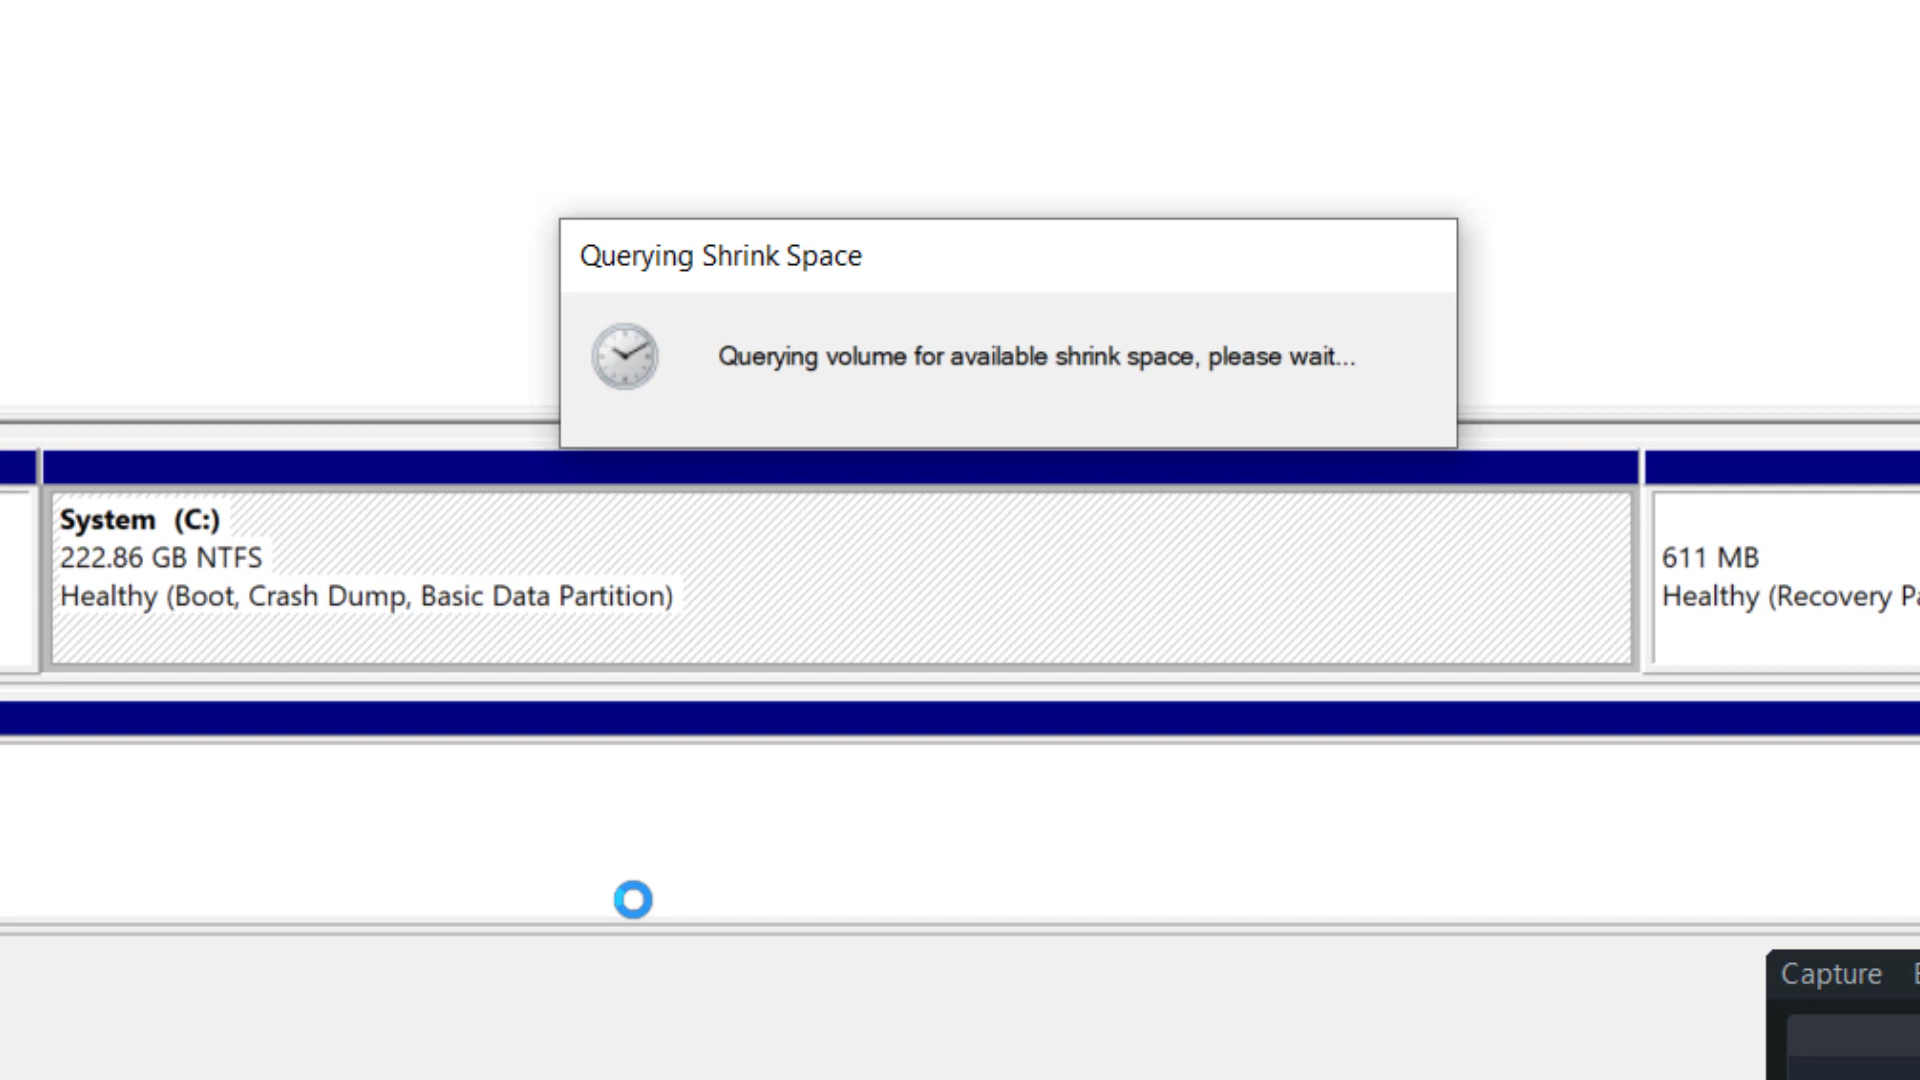 Querying Shrink Space
Querying volume for available shrink space, please wait...
System (C:)
222.86 GB NTFS
Healthy (Boot, Crash Dump, Basic Data Partition)
611 MB
Healthy (Recovery
Capture